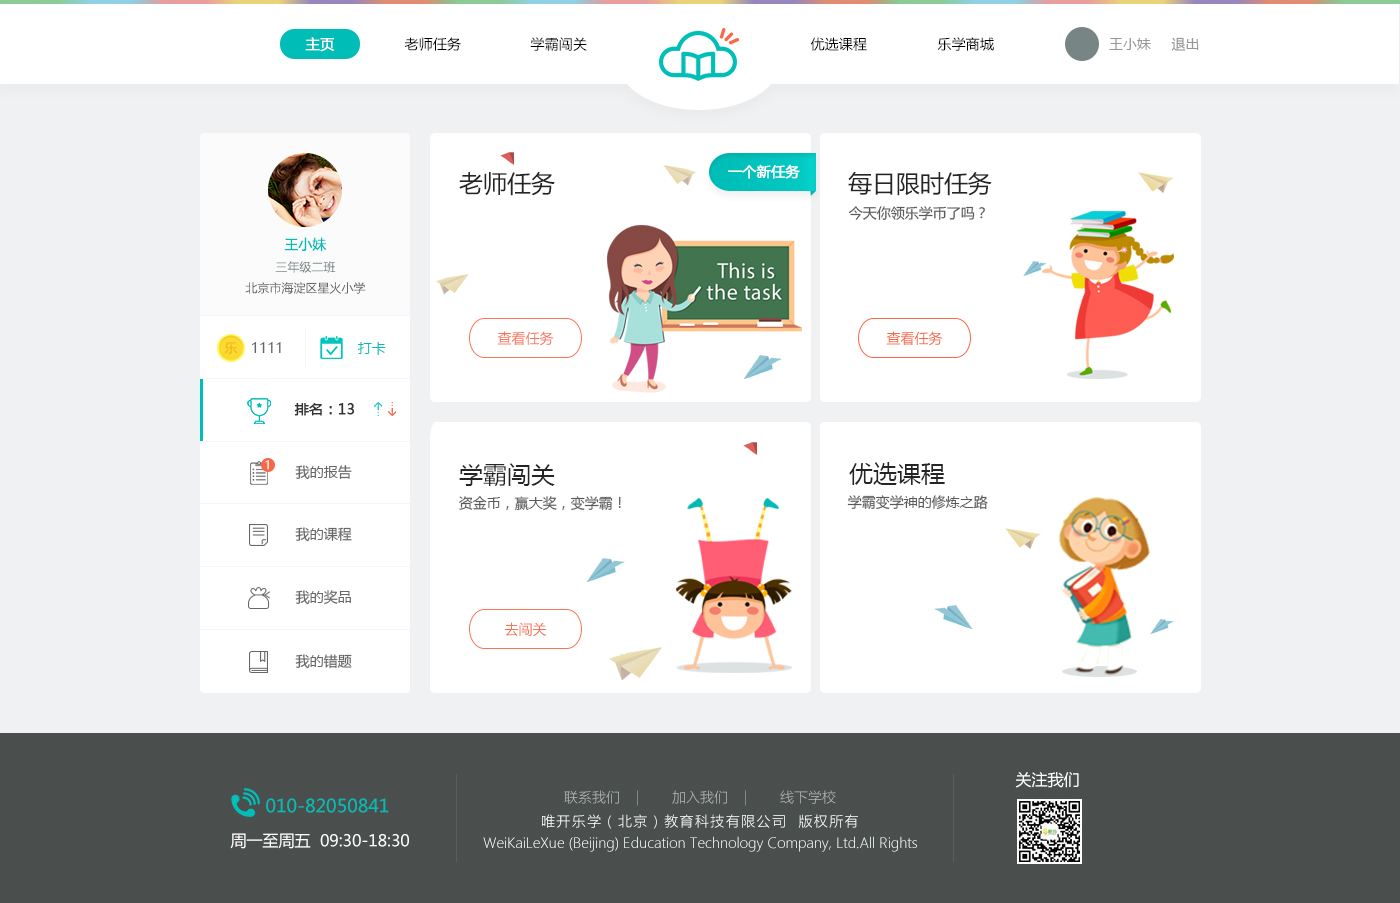 主页
老师任务
学霸闯关
优选课程
乐学商城
王小妹
退出
王小妹
三年级二班
北京市海淀区星火小学
乐 1111
打卡
排名：13
1
我的报告
我的课程
我的奖品
我的错题
老师任务
一个新任务
This is
the task
查看任务
每日限时任务
今天你领乐学币了吗？
查看任务
学霸闯关
资金币，赢大奖，变学霸！
去闯关
优选课程
学霸变学神的修炼之路
010-82050841
周一至周五 09:30-18:30
联系我们 | 加入我们 | 线下学校
唯开乐学（北京）教育科技有限公司 版权所有
WeiKaiLeXue (Beijing) Education Technology Company, Ltd.All Rights
关注我们